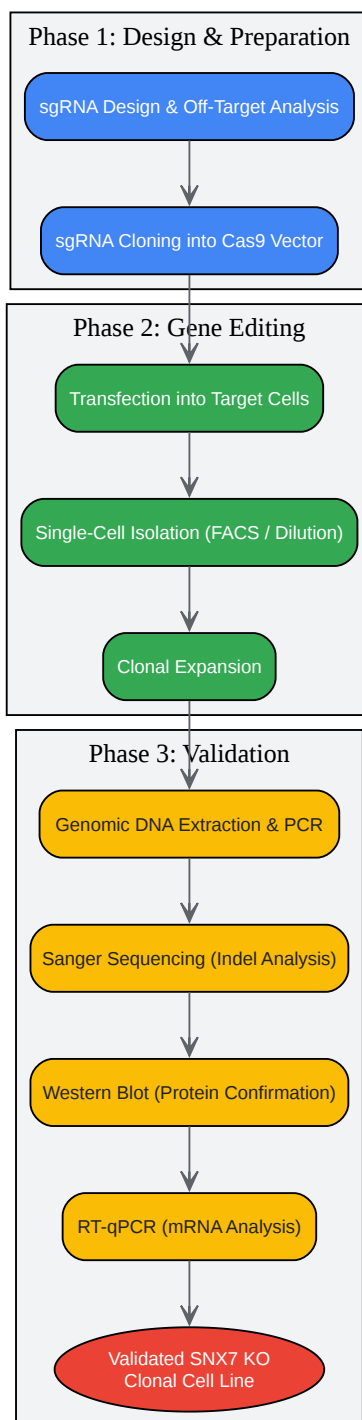 Phase 1: Design & Preparation
sgRNA Design & Off-Target Analysis
sgRNA Cloning into Cas9 Vector
Phase 2: Gene Editing
Transfection into Target Cells
Single-Cell Isolation (FACS / Dilution)
Clonal Expansion
Phase 3: Validation
Genomic DNA Extraction & PCR
Sanger Sequencing (Indel Analysis)
Western Blot (Protein Confirmation)
RT-qPCR (mRNA Analysis)
Validated SNX7 KO
Clonal Cell Line